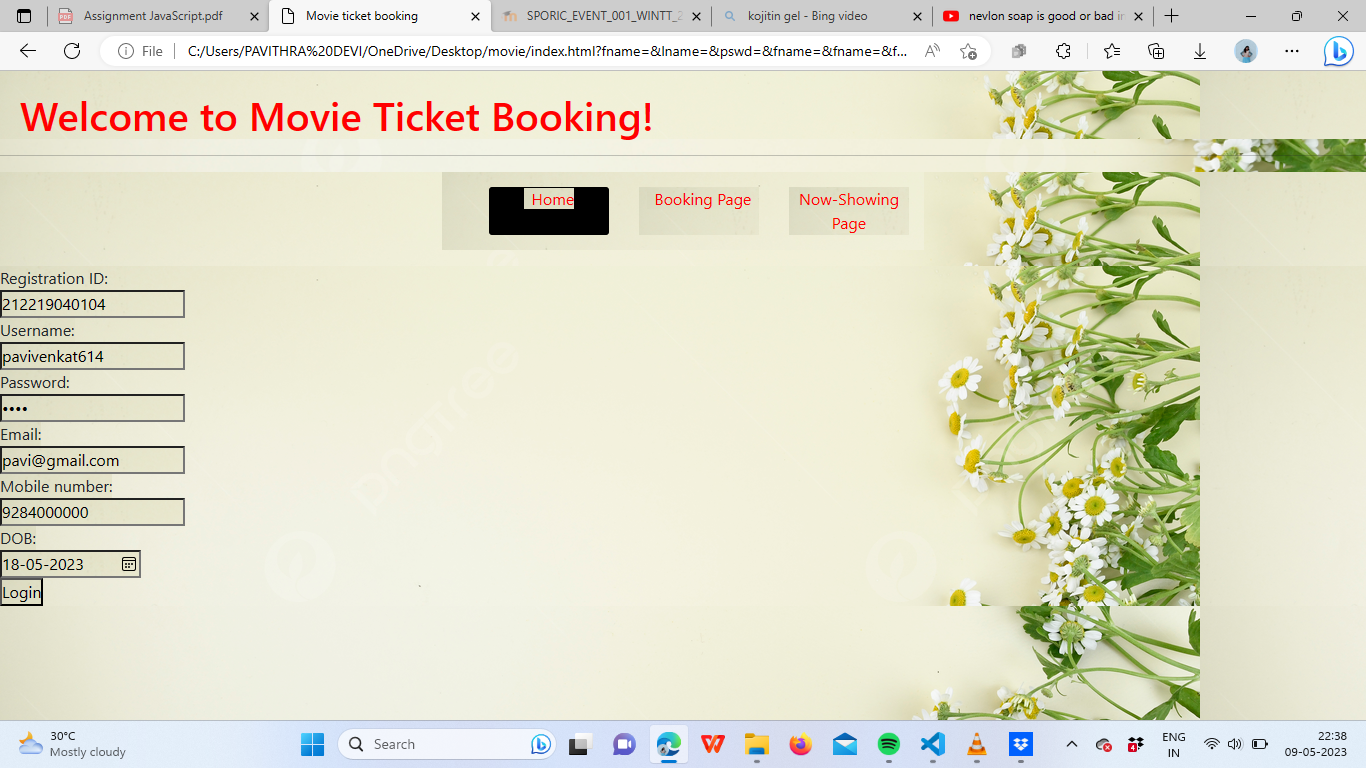 Assignment JavaScript.pdf
Movie ticket booking
SPORIC_EVENT_001_WINTT_2
kojitin gel - Bing video
nevlon soap is good or bad in
File
C:/Users/PAVITHRA%20DEVI/OneDrive/Desktop/movie/index.html?fname=&lname=&pswd=&fname=&fname=&f...
Welcome to Movie Ticket Booking!
Home
Booking Page
Now-Showing
Page
Registration ID:
212219040104
Username:
pavivenkat614
Password:
••••
Email:
pavi@gmail.com
Mobile number:
9284000000
DOB:
18-05-2023
Login
pngtree
30°C
Mostly cloudy
Search
4
ENG
IN
22:38
09-05-2023